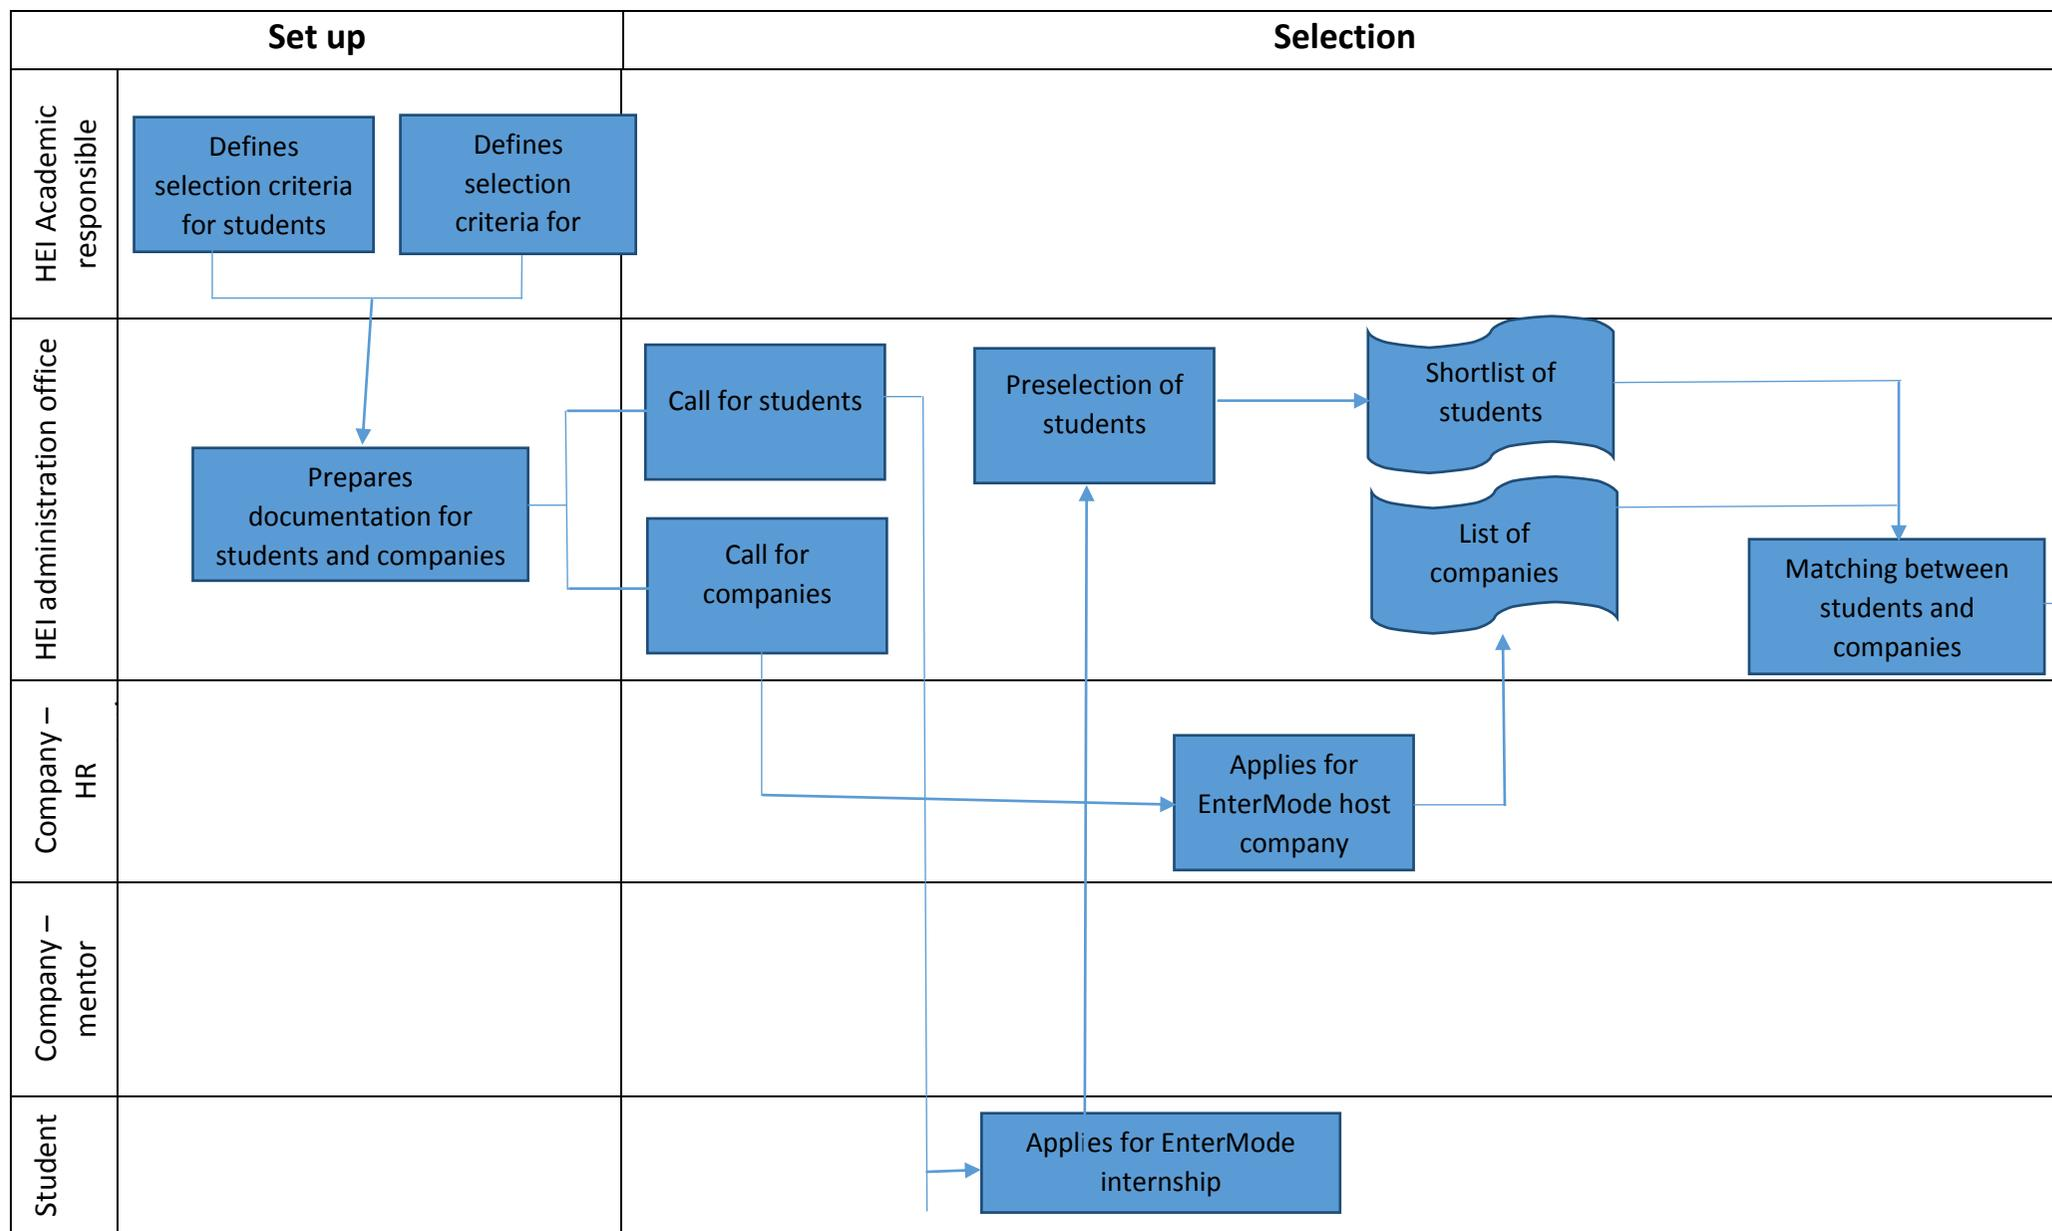 Set up
Selection
HEI Academic
responsible
Defines
selection criteria
for students
Defines
selection
criteria for
HEI administration office
Prepares
documentation for
students and companies
Call for students
Call for
companies
Preselection of
students
Shortlist of
students
List of
companies
Matching between
students and
companies
Company –
HR
Applies for
EnterMode host
company
Company –
mentor
Student
Applies for EnterMode
internship